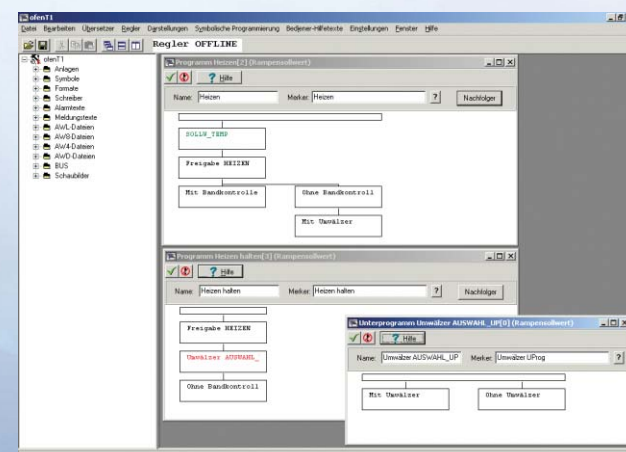 ofenT1
Datei Bearbeiten Übersetzer Regler Darstellungen Symbolische Programmierung Bediener-Hilfetexte Einstellungen Fenster Hilfe
Regler OFFLINE
ofenT1
Anlagen
Symbole
Formate
Schreiber
Alarmtexte
Meldungstexte
AWL-Dateien
AW8-Dateien
AW4-Dateien
AWD-Dateien
BUS
Schaubilder
Programm Heizen[2] (Rampensollwert)
? Hilfe
Name: Heizen Merker: Heizen ? Nachfolger
SOLLW_TEMP
Freigabe HEIZEN
Mit Bandkontrolle Ohne Bandkontroll
Mit Umwälzer
Programm Heizen halten[3] (Rampensollwert)
? Hilfe
Name: Heizen halten Merker: Heizen halten ? Nachfolger
Freigabe HEIZEN
Umwälzer AUSWAHL_
Ohne Bandkontroll
Unterprogramm Umwälzer AUSWAHL_UP[0] (Rampensollwert)
? Hilfe
Name: Umwälzer AUSWAHL_UP Merker: Umwälzer UProg ?
Mit Umwälzer Ohne Umwälzer